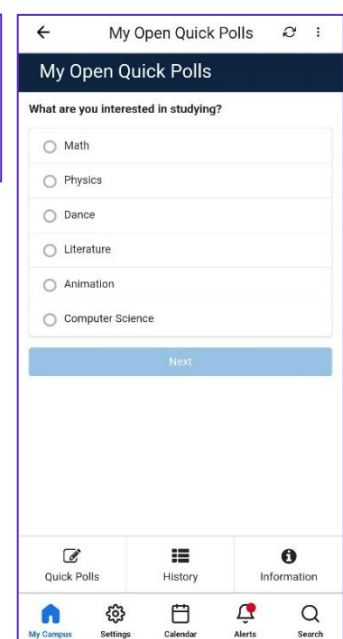 My Open Quick Polls
My Open Quick Polls
What are you interested in studying?
Math
Physics
Dance
Literature
Animation
Computer Science
Next
Quick Polls History Information
My Campus Settings Calendar Alerts Search